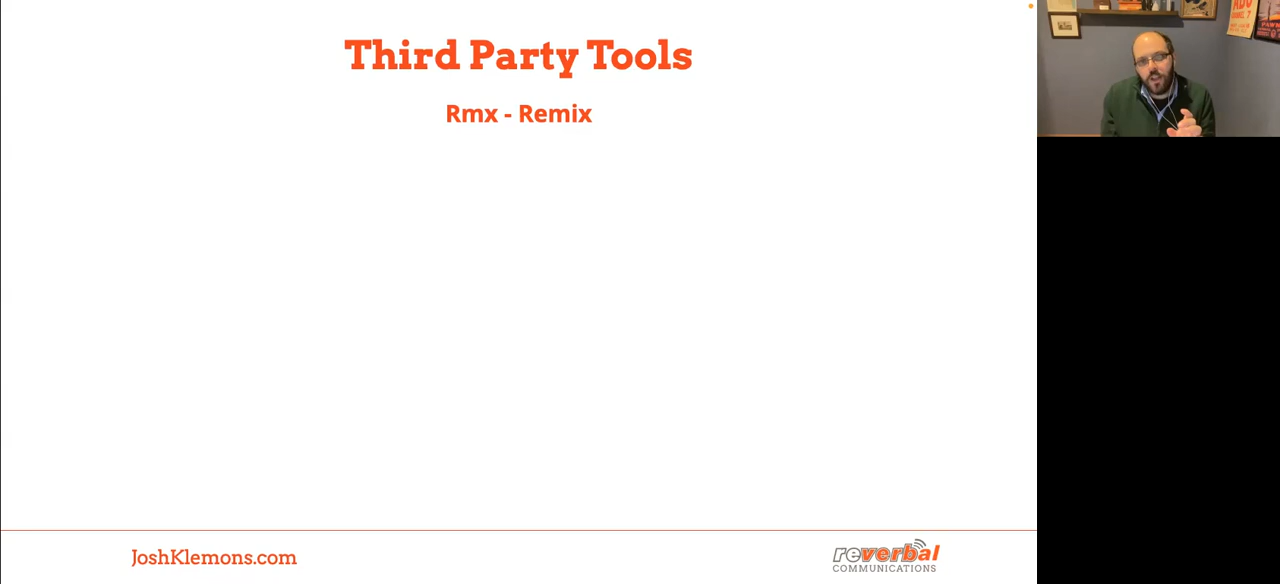 Third Party Tools
Rmx - Remix
JoshKlemons.com
reverbal
COMMUNICATIONS